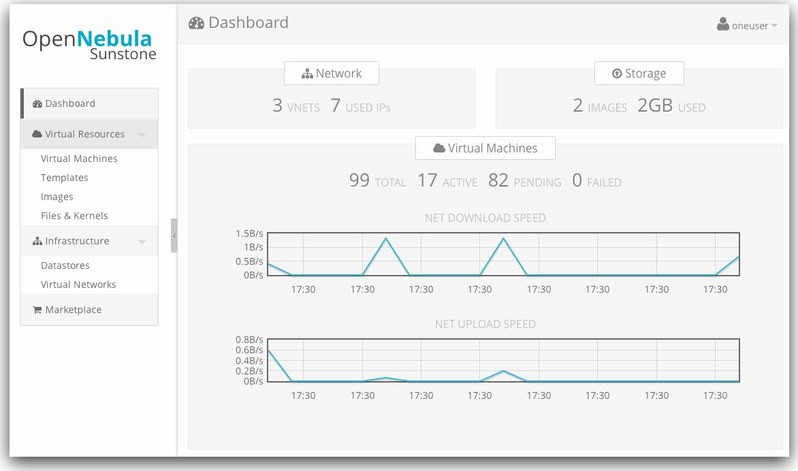 OpenNebula
Sunstone
Dashboard
Virtual Resources
Virtual Machines
Templates
Images
Files & Kernels
Infrastructure
Datastores
Virtual Networks
Marketplace
Dashboard
oneuser
Network
3 VNETS 7 USED IPs
Storage
2 IMAGES 2GB USED
Virtual Machines
99 TOTAL 17 ACTIVE 82 PENDING 0 FAILED
NET DOWNLOAD SPEED
1.5B/s
1B/s
0.5B/s
0B/s
17:30 17:30 17:30 17:30 17:30 17:30 17:30 17:30
NET UPLOAD SPEED
0.8B/s
0.6B/s
0.4B/s
0.2B/s
0B/s
17:30 17:30 17:30 17:30 17:30 17:30 17:30 17:30